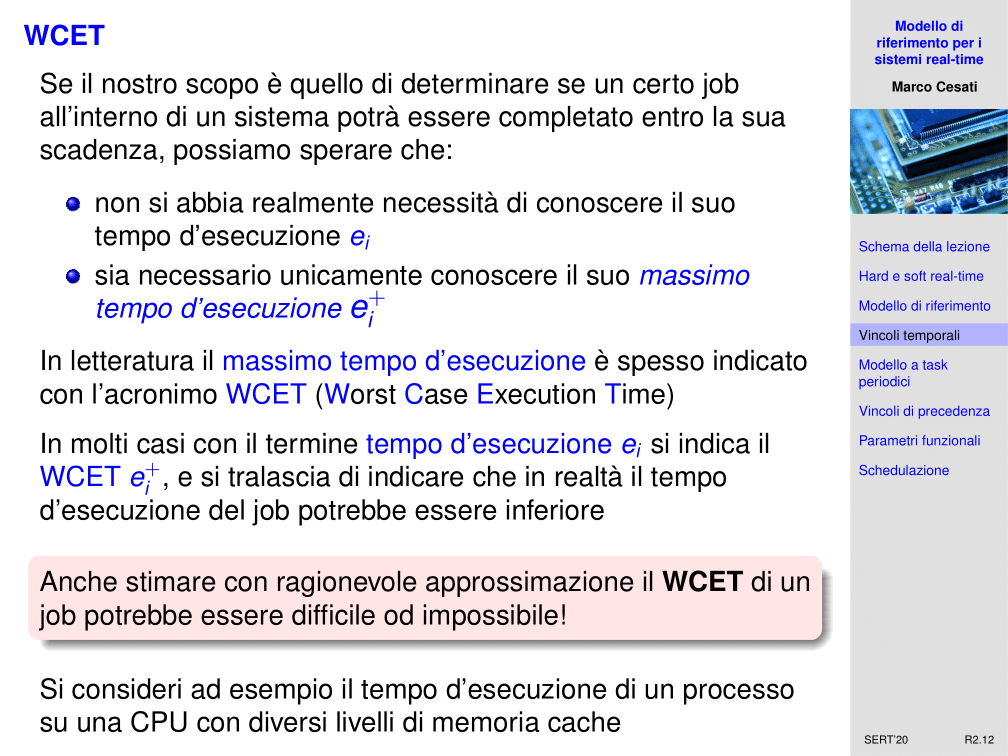 WCET
Se il nostro scopo è quello di determinare se un certo job
all'interno di un sistema potrà essere completato entro la sua
scadenza, possiamo sperare che:
non si abbia realmente necessità di conoscere il suo
tempo d'esecuzione eᵢ
sia necessario unicamente conoscere il suo massimo
tempo d'esecuzione eᵢ⁺
In letteratura il massimo tempo d'esecuzione è spesso indicato
con l'acronimo WCET (Worst Case Execution Time)
In molti casi con il termine tempo d'esecuzione eᵢ si indica il
WCET eᵢ⁺, e si tralascia di indicare che in realtà il tempo
d'esecuzione del job potrebbe essere inferiore
Anche stimare con ragionevole approssimazione il WCET di un
job potrebbe essere difficile od impossibile!
Si consideri ad esempio il tempo d'esecuzione di un processo
su una CPU con diversi livelli di memoria cache
Modello di
riferimento per i
sistemi real-time
Marco Cesati
Schema della lezione
Hard e soft real-time
Modello di riferimento
Vincoli temporali
Modello a task
periodici
Vincoli di precedenza
Parametri funzionali
Schedulazione
SERT'20 R2.12